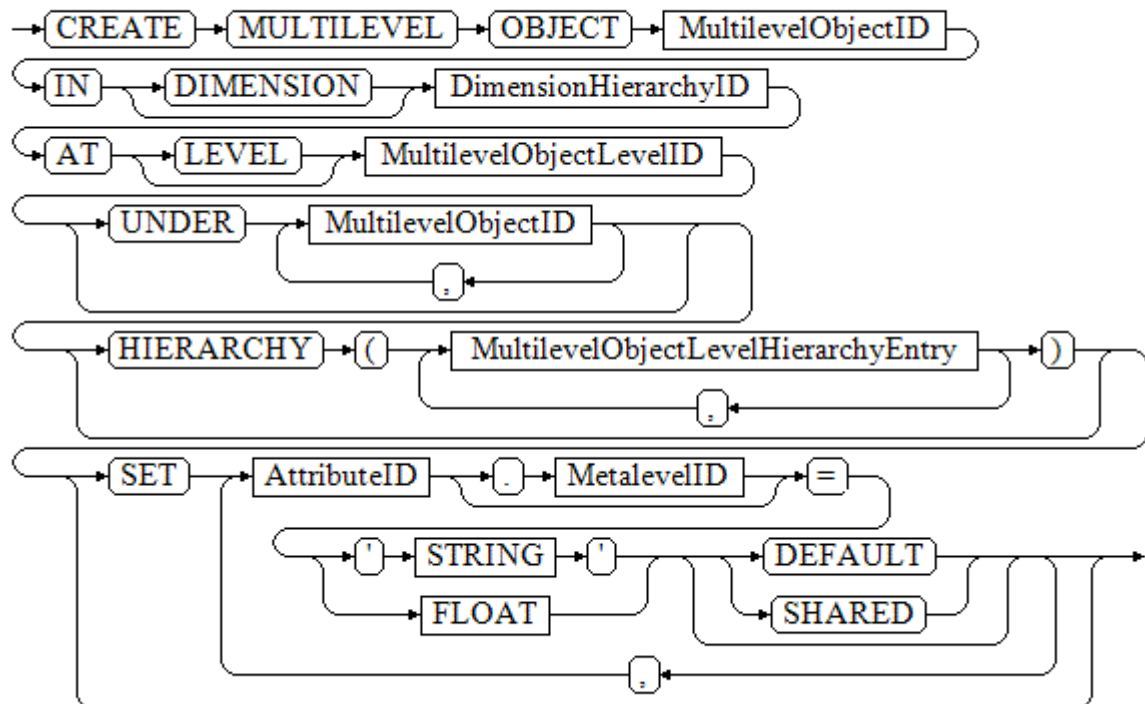 CREATE MULTILEVEL OBJECT MultilevelObjectID
IN DIMENSION DimensionHierarchyID
AT LEVEL MultilevelObjectLevelID
UNDER MultilevelObjectID
,
HIERARCHY ( MultilevelObjectLevelHierarchyEntry )
,
SET AttributeID . MetalevelID =
' STRING ' DEFAULT
FLOAT SHARED
,